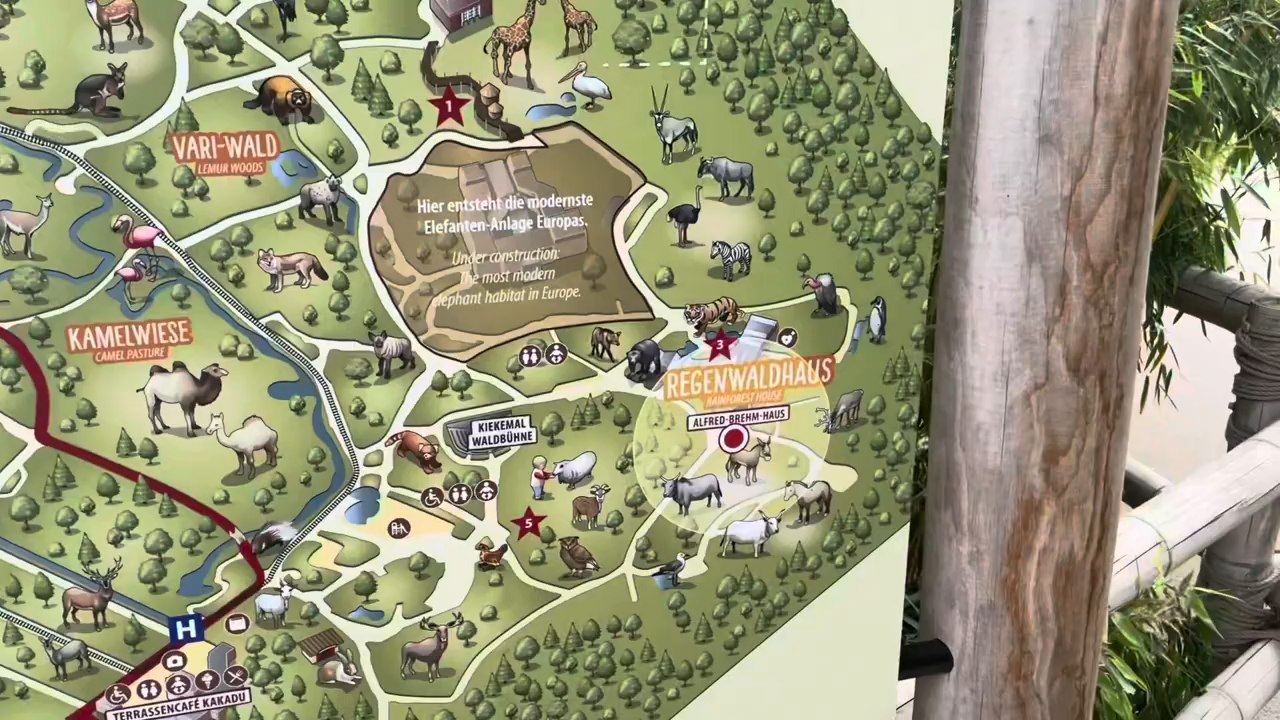 1
VARI-WALD
LEMUR WOODS
Hier entsteht die modernste
Elefanten-Anlage Europas.
Under construction:
The most modern
elephant habitat in Europe.
KAMELWIESE
CAMEL PASTURE
3
REGENWALDHAUS
RAINFOREST HOUSE
ALFRED-BREHM-HAUS
KIEKEMAL
WALDBÜHNE
5
H
TERRASSENCAFÉ KAKADU